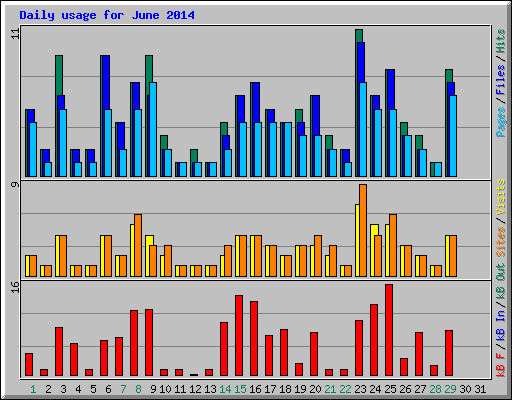 Daily usage for June 2014
11
Pages / Files / Hits
9
Sites / Visits
16
kB F / kB In / kB Out
1 2 3 4 5 6 7 8 9 10 11 12 13 14 15 16 17 18 19 20 21 22 23 24 25 26 27 28 29 30 31